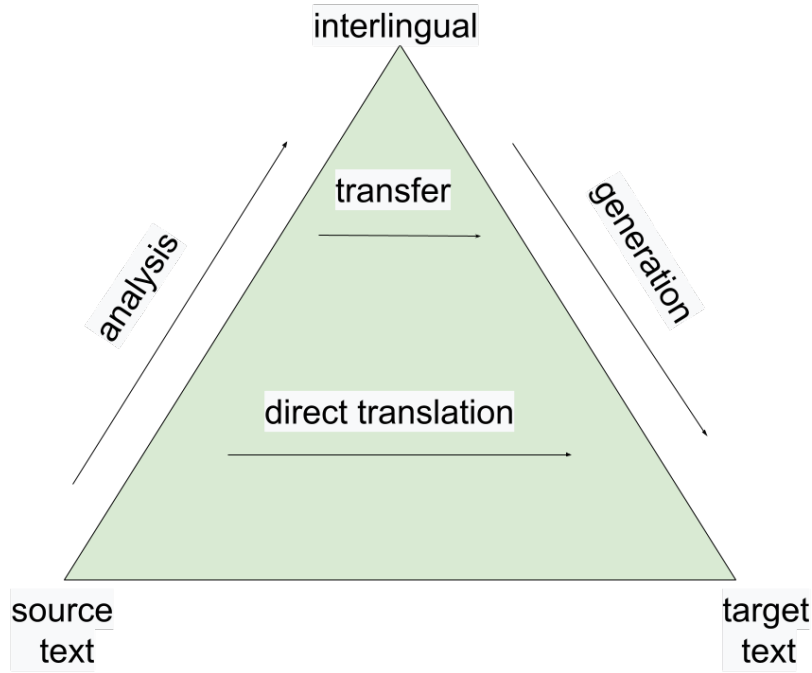 interlingual
transfer
analysis
generation
direct translation
source
text
target
text